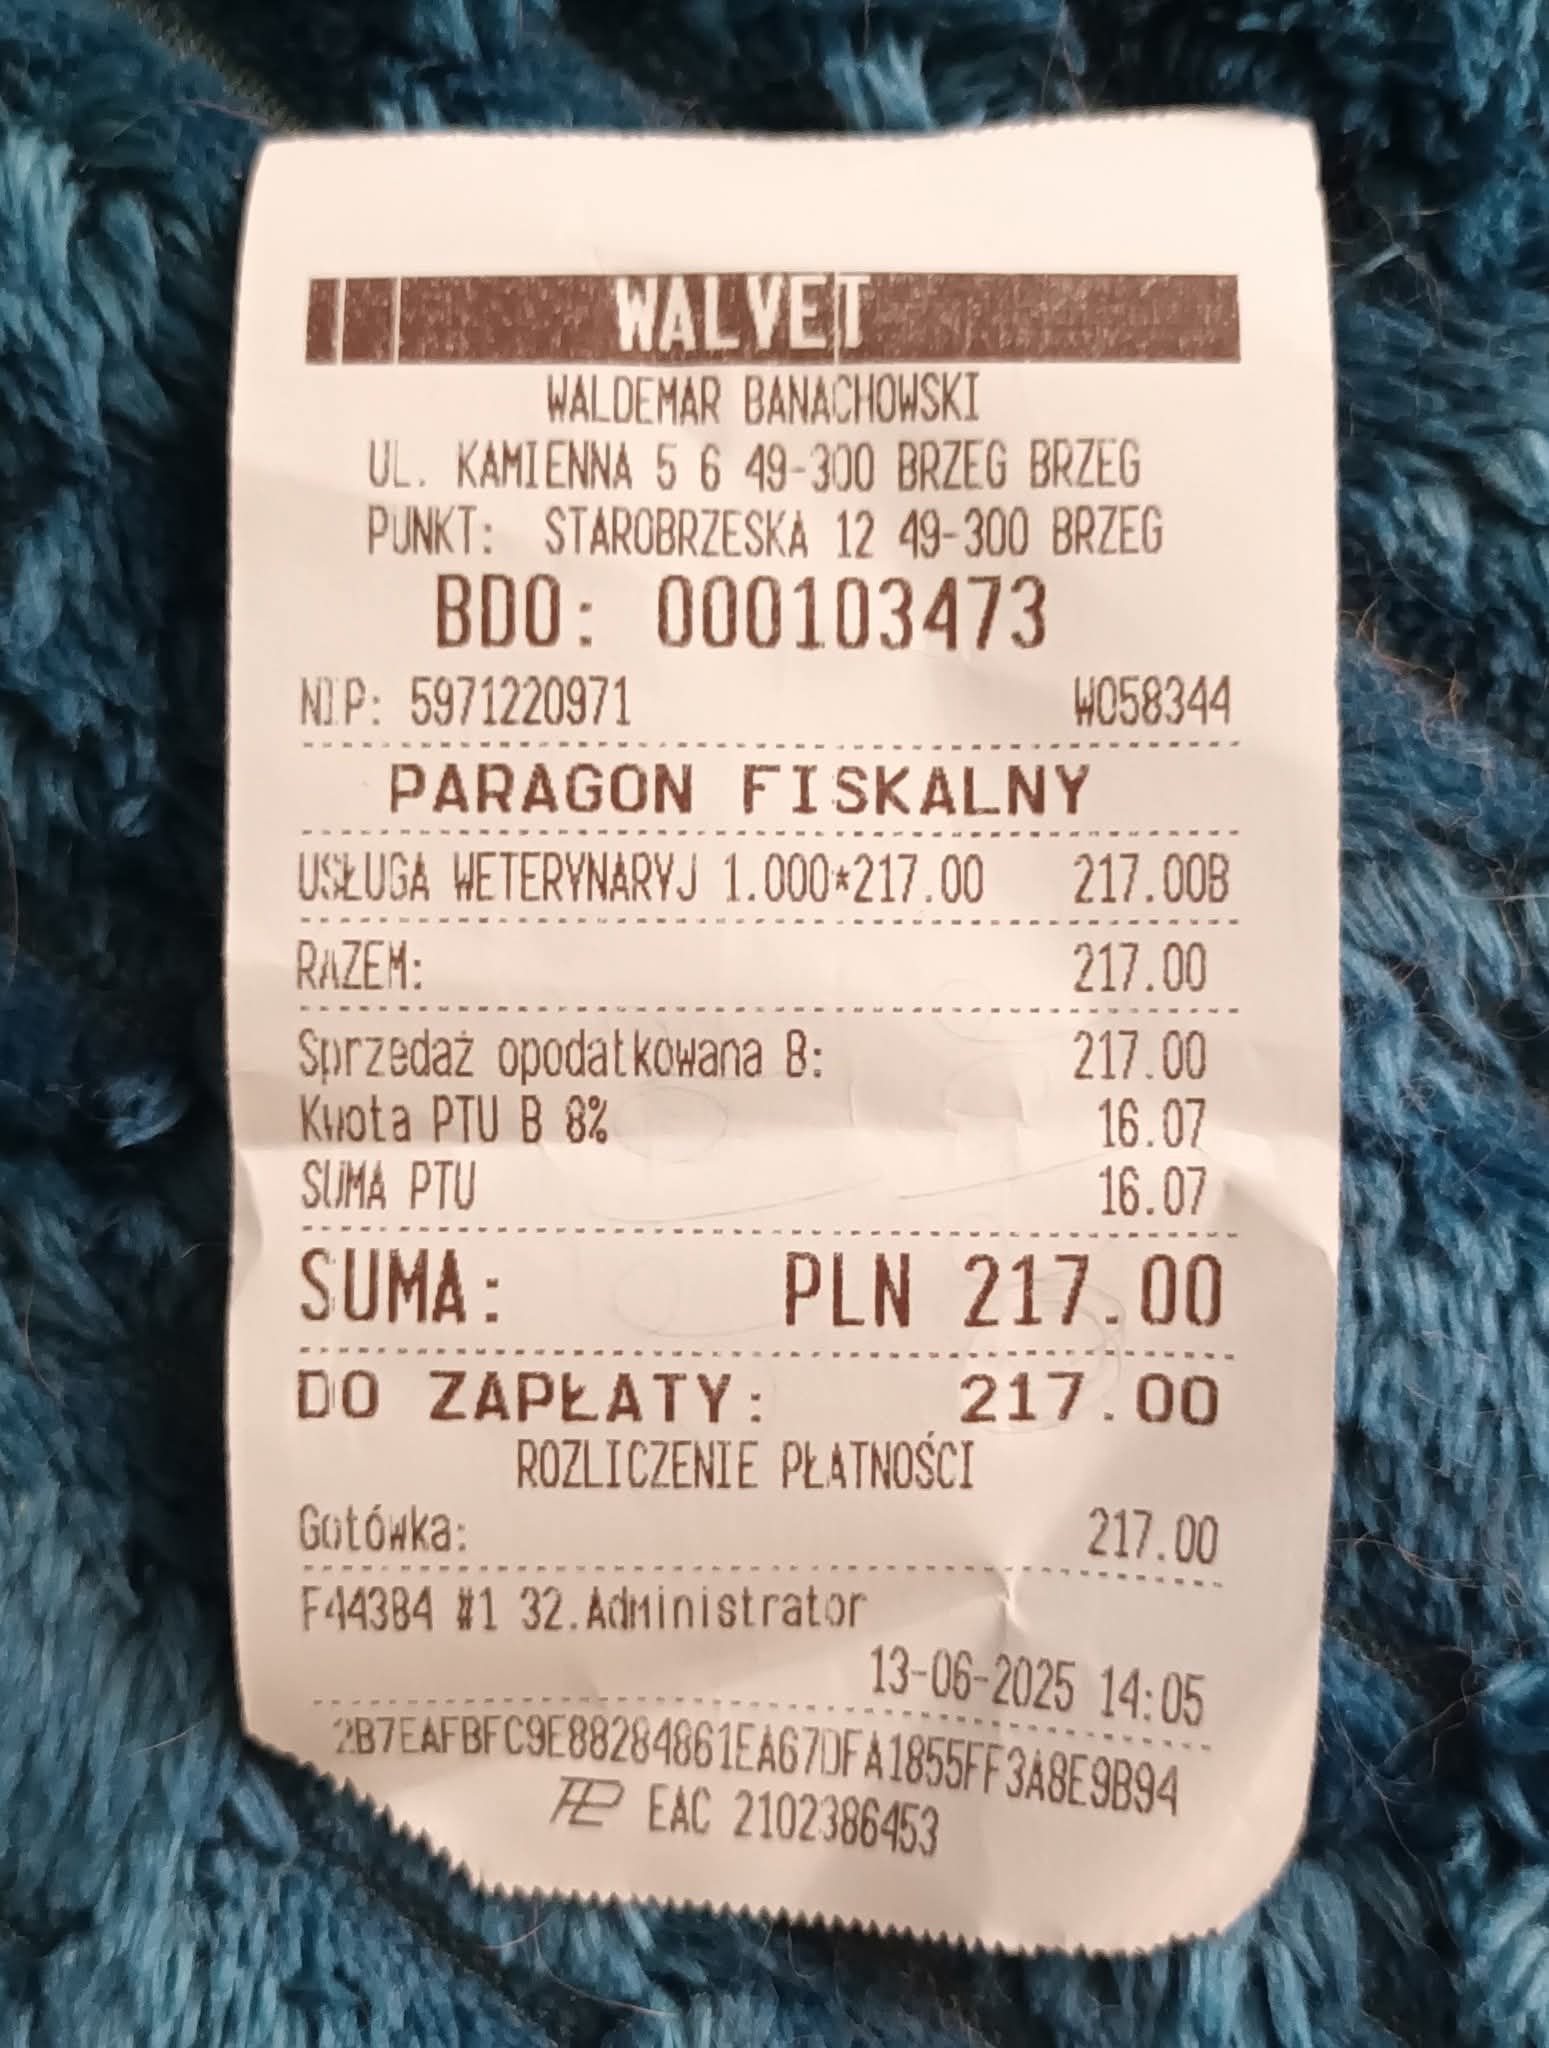 WALVET
WALDEMAR BANACHOWSKI
UL. KAMIENNA 5 6 49-300 BRZEG BRZEG
PUNKT: STAROBRZESKA 12 49-300 BRZEG
BDO: 000103473
NIP: 5971220971 W058344
PARAGON FISKALNY
USŁUGA WETERYNARYJ 1.000*217.00 217.00B
RAZEM: 217.00
Sprzedaż opodatkowana B: 217.00
Kwota PTU B 8% 16.07
SUMA PTU 16.07
SUMA: PLN 217.00
DO ZAPŁATY: 217.00
ROZLICZENIE PŁATNOŚCI
Gotówka: 217.00
F44384 #1 32.Administrator
13-06-2025 14:05
2B7EAFBFC9E88284861EA67DFA1855FF3A8E9B94
PL EAC 2102386453